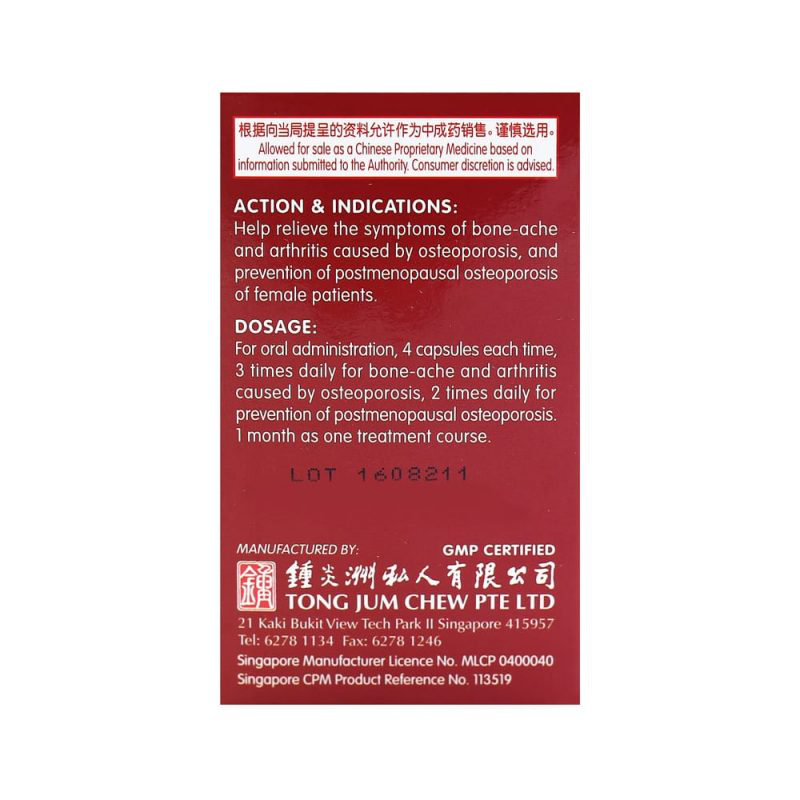 根据向当局提呈的资料允许作为中成药销售。谨慎选用。
Allowed for sale as a Chinese Proprietary Medicine based on
information submitted to the Authority. Consumer discretion is advised.
ACTION & INDICATIONS:
Help relieve the symptoms of bone-ache
and arthritis caused by osteoporosis, and
prevention of postmenopausal osteoporosis
of female patients.
DOSAGE:
For oral administration, 4 capsules each time,
3 times daily for bone-ache and arthritis
caused by osteoporosis, 2 times daily for
prevention of postmenopausal osteoporosis.
1 month as one treatment course.
LOT 1608211
MANUFACTURED BY:
GMP CERTIFIED
鍾炎洲私人有限公司
TONG JUM CHEW PTE LTD
21 Kaki Bukit View Tech Park II Singapore 415957
Tel: 6278 1134 Fax: 6278 1246
Singapore Manufacturer Licence No. MLCP 0400040
Singapore CPM Product Reference No. 113519